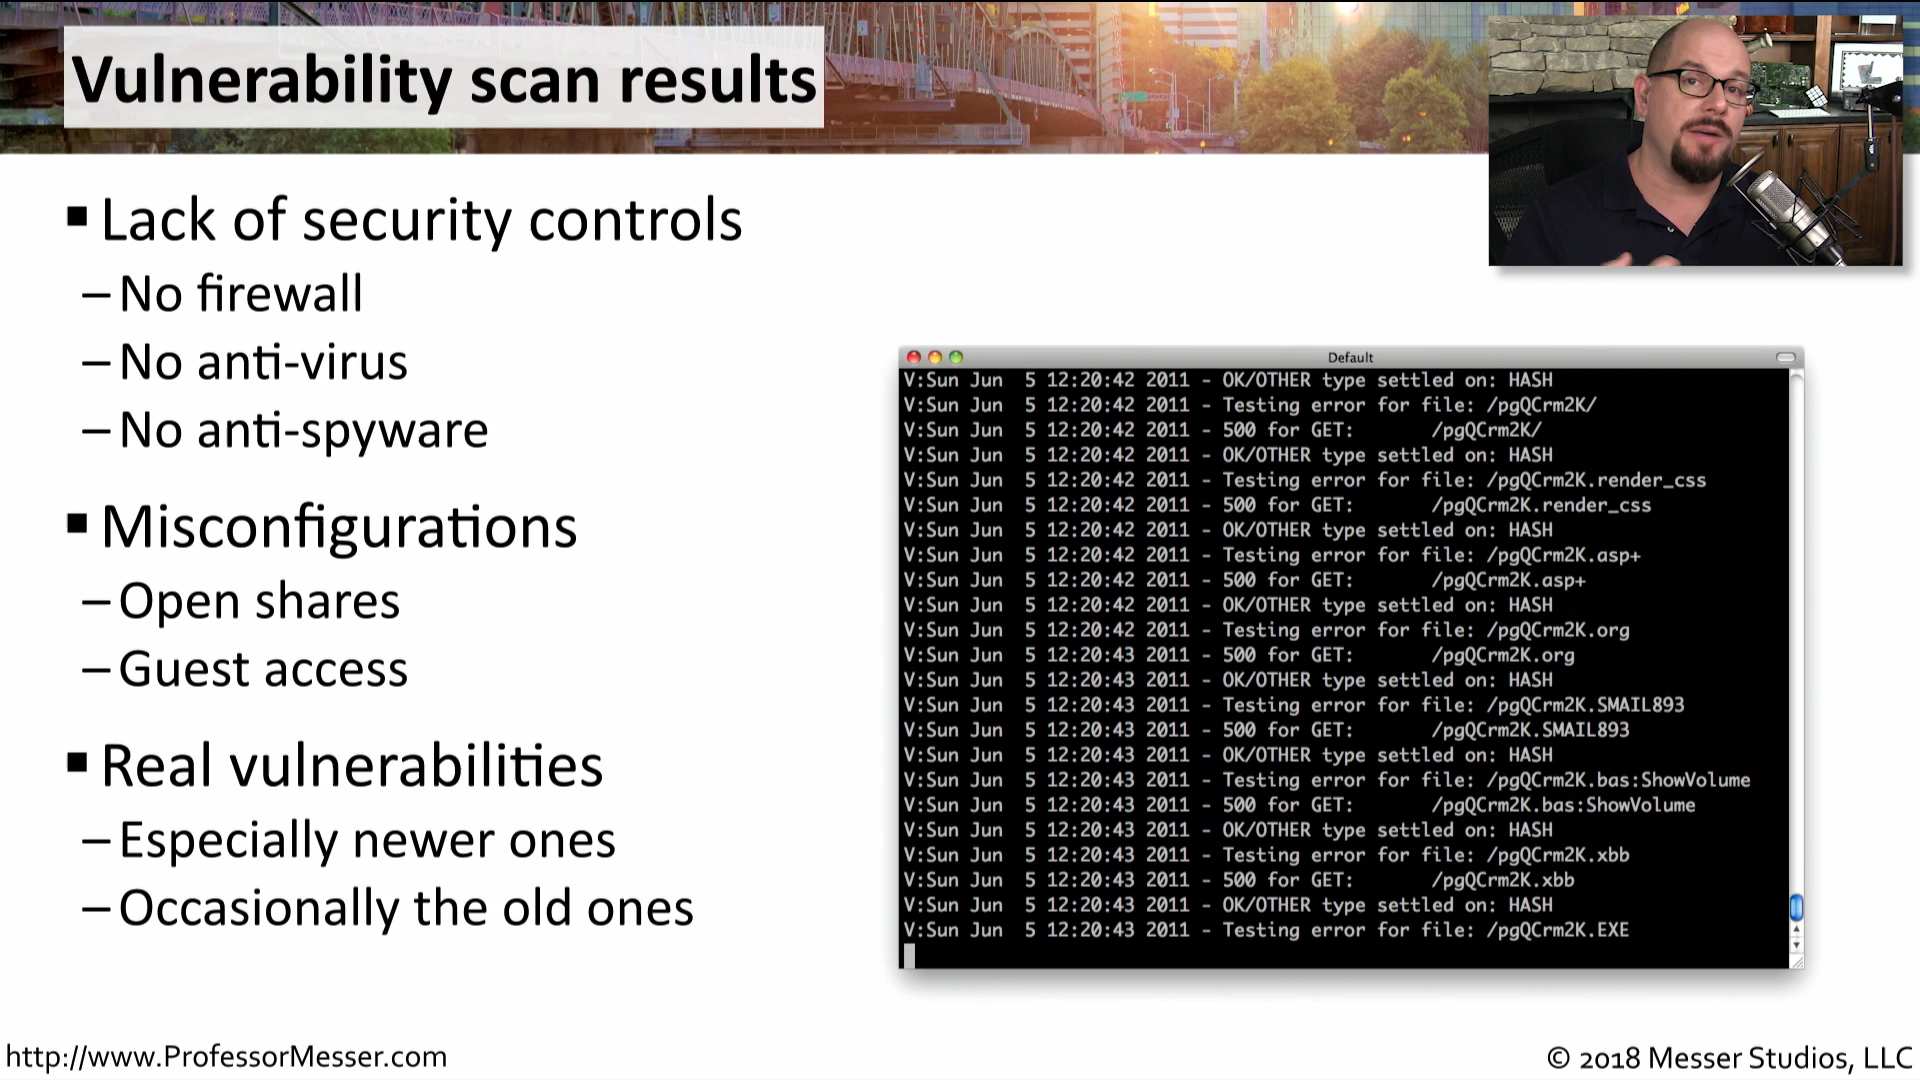 Vulnerability scan results
▪ Lack of security controls
– No firewall
– No anti-virus
– No anti-spyware
▪ Misconfigurations
– Open shares
– Guest access
▪ Real vulnerabilities
– Especially newer ones
– Occasionally the old ones
Default
V:Sun Jun  5 12:20:42 2011 - OK/OTHER type settled on: HASH
V:Sun Jun  5 12:20:42 2011 - Testing error for file: /pgQCrm2K/
V:Sun Jun  5 12:20:42 2011 - 500 for GET:       /pgQCrm2K/
V:Sun Jun  5 12:20:42 2011 - OK/OTHER type settled on: HASH
V:Sun Jun  5 12:20:42 2011 - Testing error for file: /pgQCrm2K.render_css
V:Sun Jun  5 12:20:42 2011 - 500 for GET:       /pgQCrm2K.render_css
V:Sun Jun  5 12:20:42 2011 - OK/OTHER type settled on: HASH
V:Sun Jun  5 12:20:42 2011 - Testing error for file: /pgQCrm2K.asp+
V:Sun Jun  5 12:20:42 2011 - 500 for GET:       /pgQCrm2K.asp+
V:Sun Jun  5 12:20:42 2011 - OK/OTHER type settled on: HASH
V:Sun Jun  5 12:20:42 2011 - Testing error for file: /pgQCrm2K.org
V:Sun Jun  5 12:20:43 2011 - 500 for GET:       /pgQCrm2K.org
V:Sun Jun  5 12:20:43 2011 - OK/OTHER type settled on: HASH
V:Sun Jun  5 12:20:43 2011 - Testing error for file: /pgQCrm2K.SMAIL893
V:Sun Jun  5 12:20:43 2011 - 500 for GET:       /pgQCrm2K.SMAIL893
V:Sun Jun  5 12:20:43 2011 - OK/OTHER type settled on: HASH
V:Sun Jun  5 12:20:43 2011 - Testing error for file: /pgQCrm2K.bas:ShowVolume
V:Sun Jun  5 12:20:43 2011 - 500 for GET:       /pgQCrm2K.bas:ShowVolume
V:Sun Jun  5 12:20:43 2011 - OK/OTHER type settled on: HASH
V:Sun Jun  5 12:20:43 2011 - Testing error for file: /pgQCrm2K.xbb
V:Sun Jun  5 12:20:43 2011 - 500 for GET:       /pgQCrm2K.xbb
V:Sun Jun  5 12:20:43 2011 - OK/OTHER type settled on: HASH
V:Sun Jun  5 12:20:43 2011 - Testing error for file: /pgQCrm2K.EXE
http://www.ProfessorMesser.com
© 2018 Messer Studios, LLC